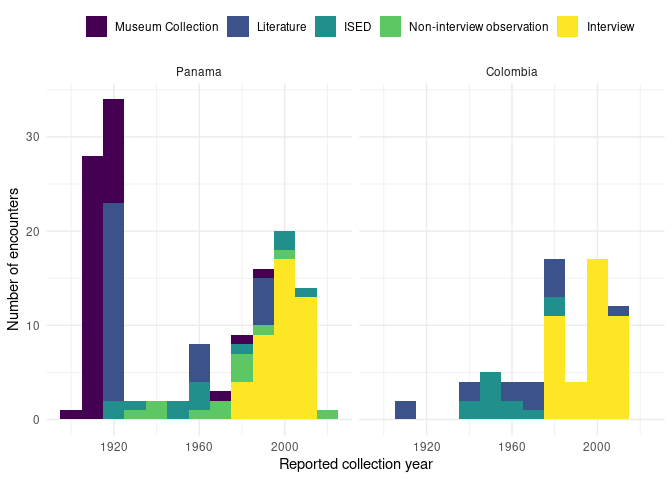 Museum Collection Literature ISED Non-interview observation Interview
Panama Colombia
30
20
10
0
1920 1960 2000 1920 1960 2000
Number of encounters
Reported collection year